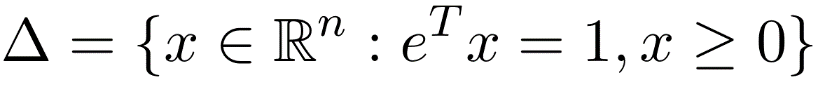 Δ = {x ∈ ℝⁿ : eᵀx = 1, x ≥ 0}